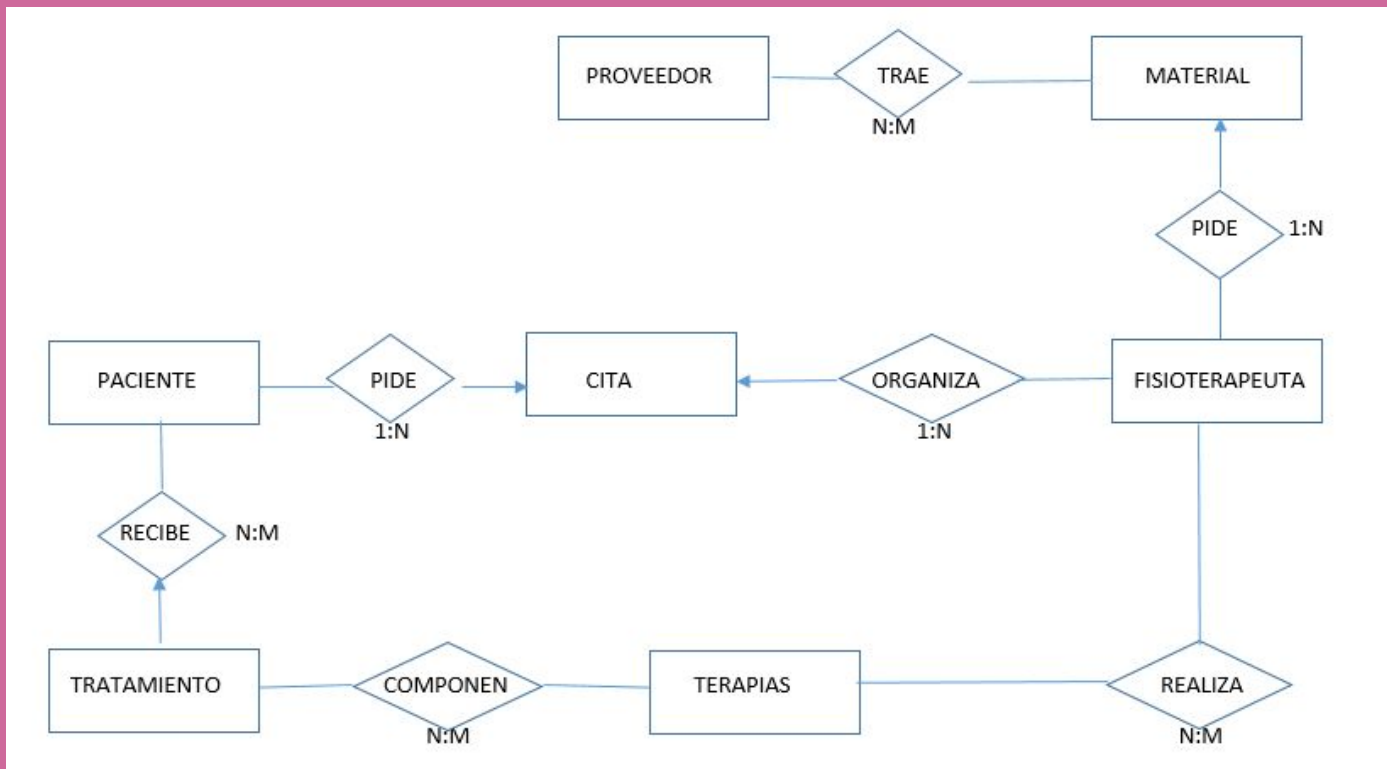 PROVEEDOR
TRAE
MATERIAL
N:M
PIDE
1:N
PACIENTE
PIDE
CITA
ORGANIZA
FISIOTERAPEUTA
1:N
1:N
RECIBE
N:M
TRATAMIENTO
COMPONEN
TERAPIAS
REALIZA
N:M
N:M